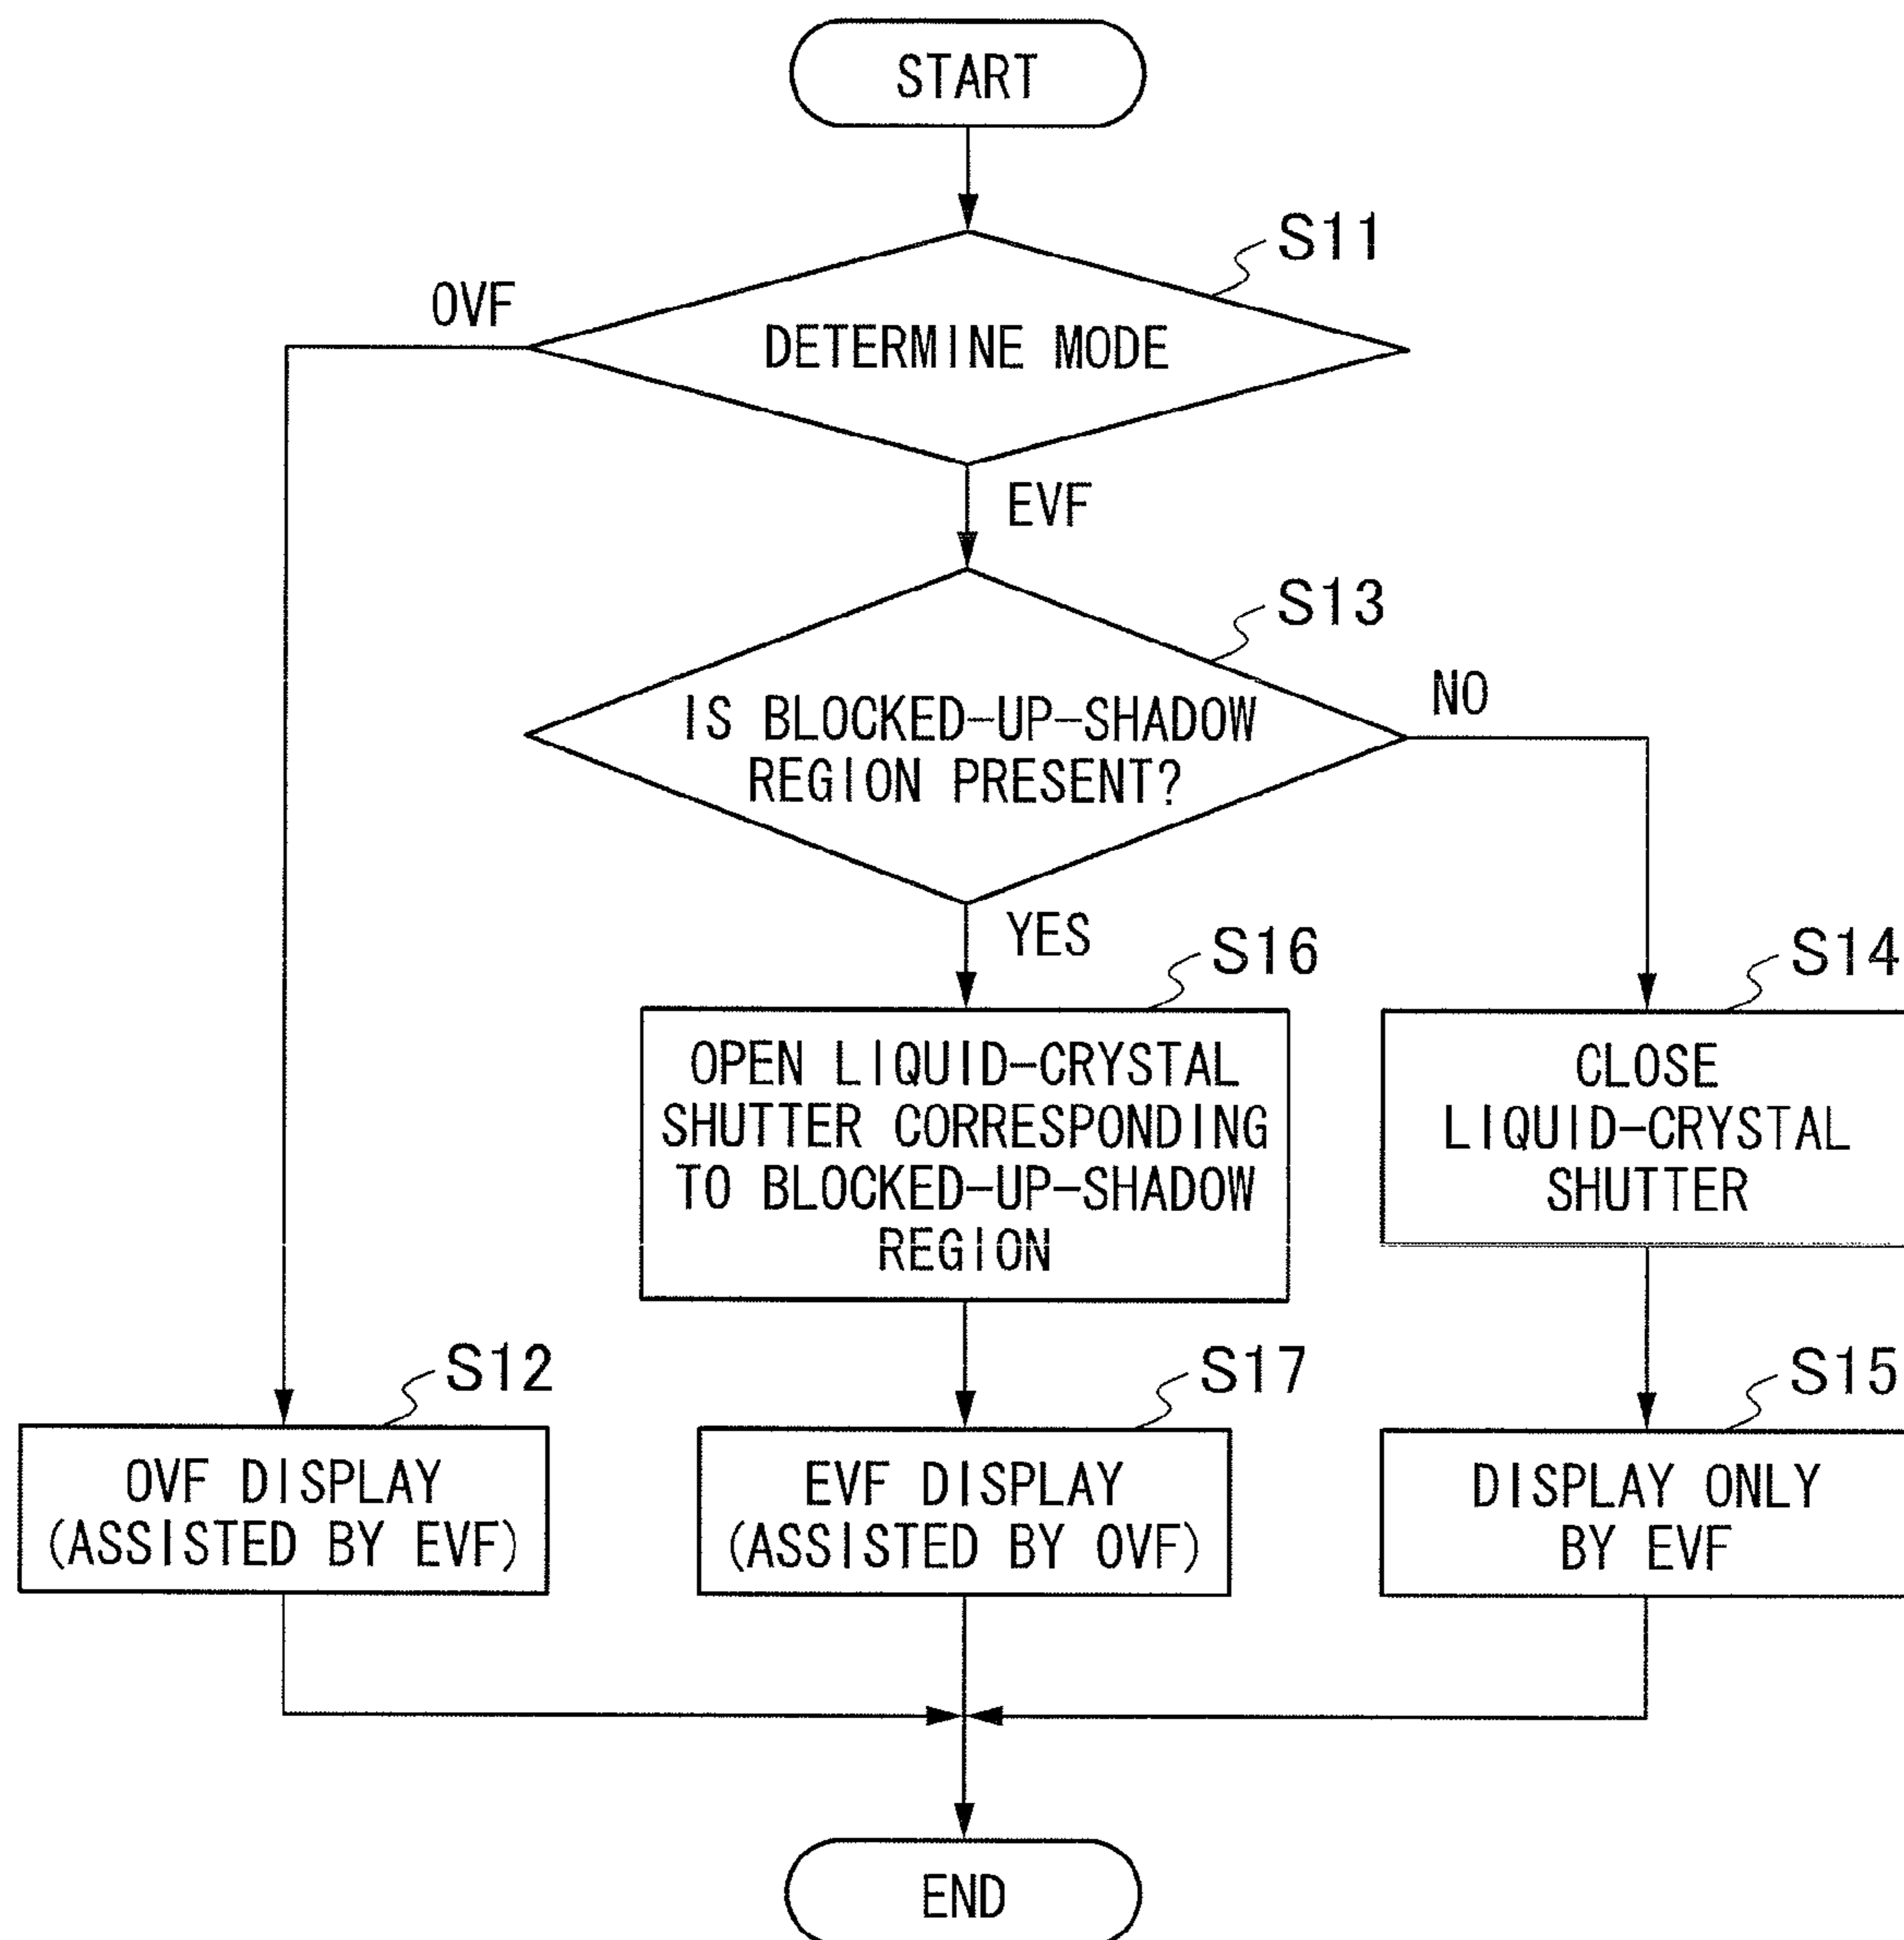 START
S11
OVF
DETERMINE MODE
EVF
S13
IS BLOCKED-UP-SHADOW
REGION PRESENT?
NO
YES
S16
OPEN LIQUID-CRYSTAL
SHUTTER CORRESPONDING
TO BLOCKED-UP-SHADOW
REGION
S14
CLOSE
LIQUID-CRYSTAL
SHUTTER
S12
OVF DISPLAY
(ASSISTED BY EVF)
S17
EVF DISPLAY
(ASSISTED BY OVF)
S15
DISPLAY ONLY
BY EVF
END